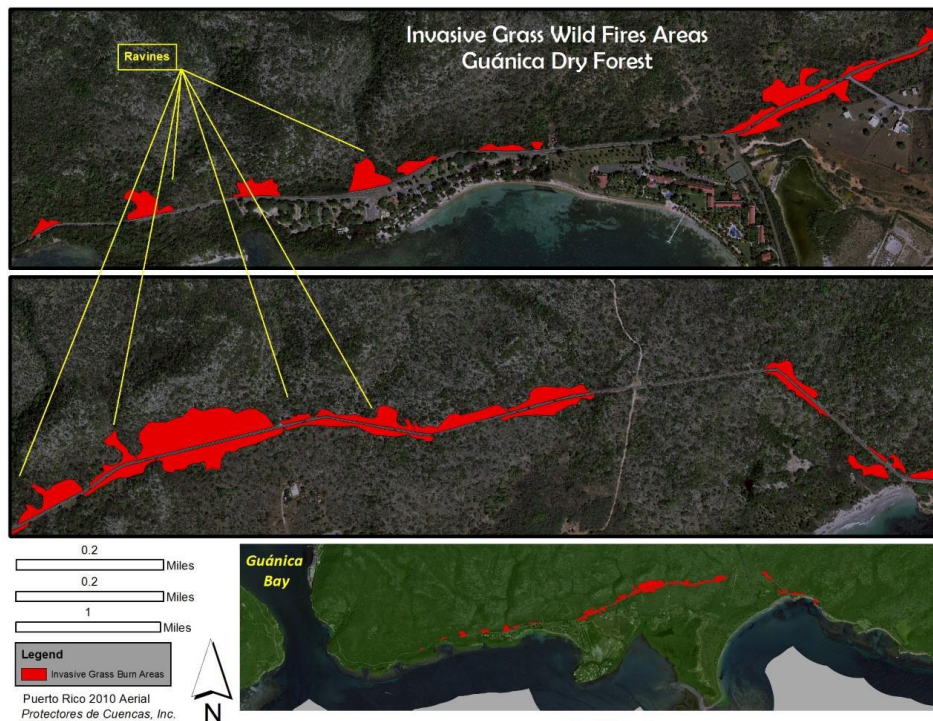 Invasive Grass Wild Fires Areas
Guánica Dry Forest
Ravines
0.2
Miles
0.2
Miles
1
Miles
Legend
Invasive Grass Burn Areas
Puerto Rico 2010 Aerial
Protectores de Cuencas, Inc.
N
Guánica
Bay